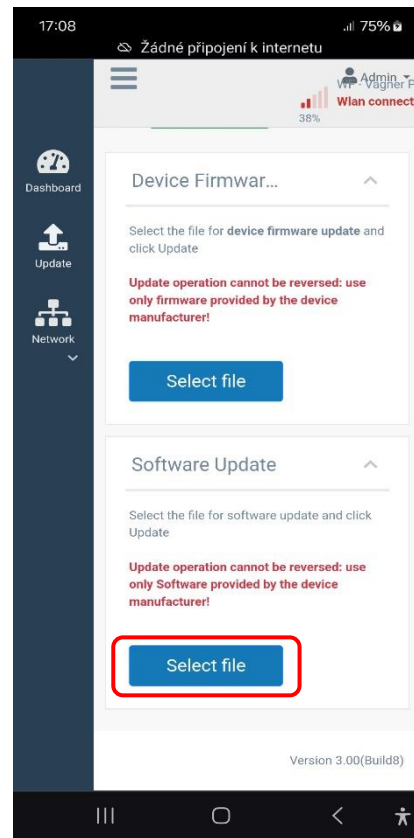 17:08
75%
Žádné připojení k internetu
Admin
WP - Vagner P
Wlan connect
38%
Dashboard
Update
Network
Device Firmwar...
Select the file for device firmware update and
click Update
Update operation cannot be reversed: use
only firmware provided by the device
manufacturer!
Select file
Software Update
Select the file for software update and click
Update
Update operation cannot be reversed: use
only Software provided by the device
manufacturer!
Select file
Version 3.00(Build8)